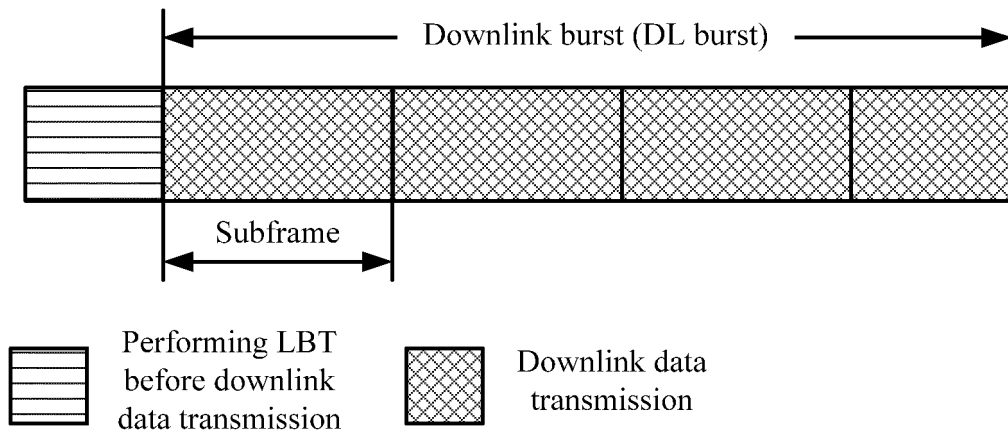 Downlink burst (DL burst)
Subframe
Performing LBT
before downlink
data transmission
Downlink data
transmission